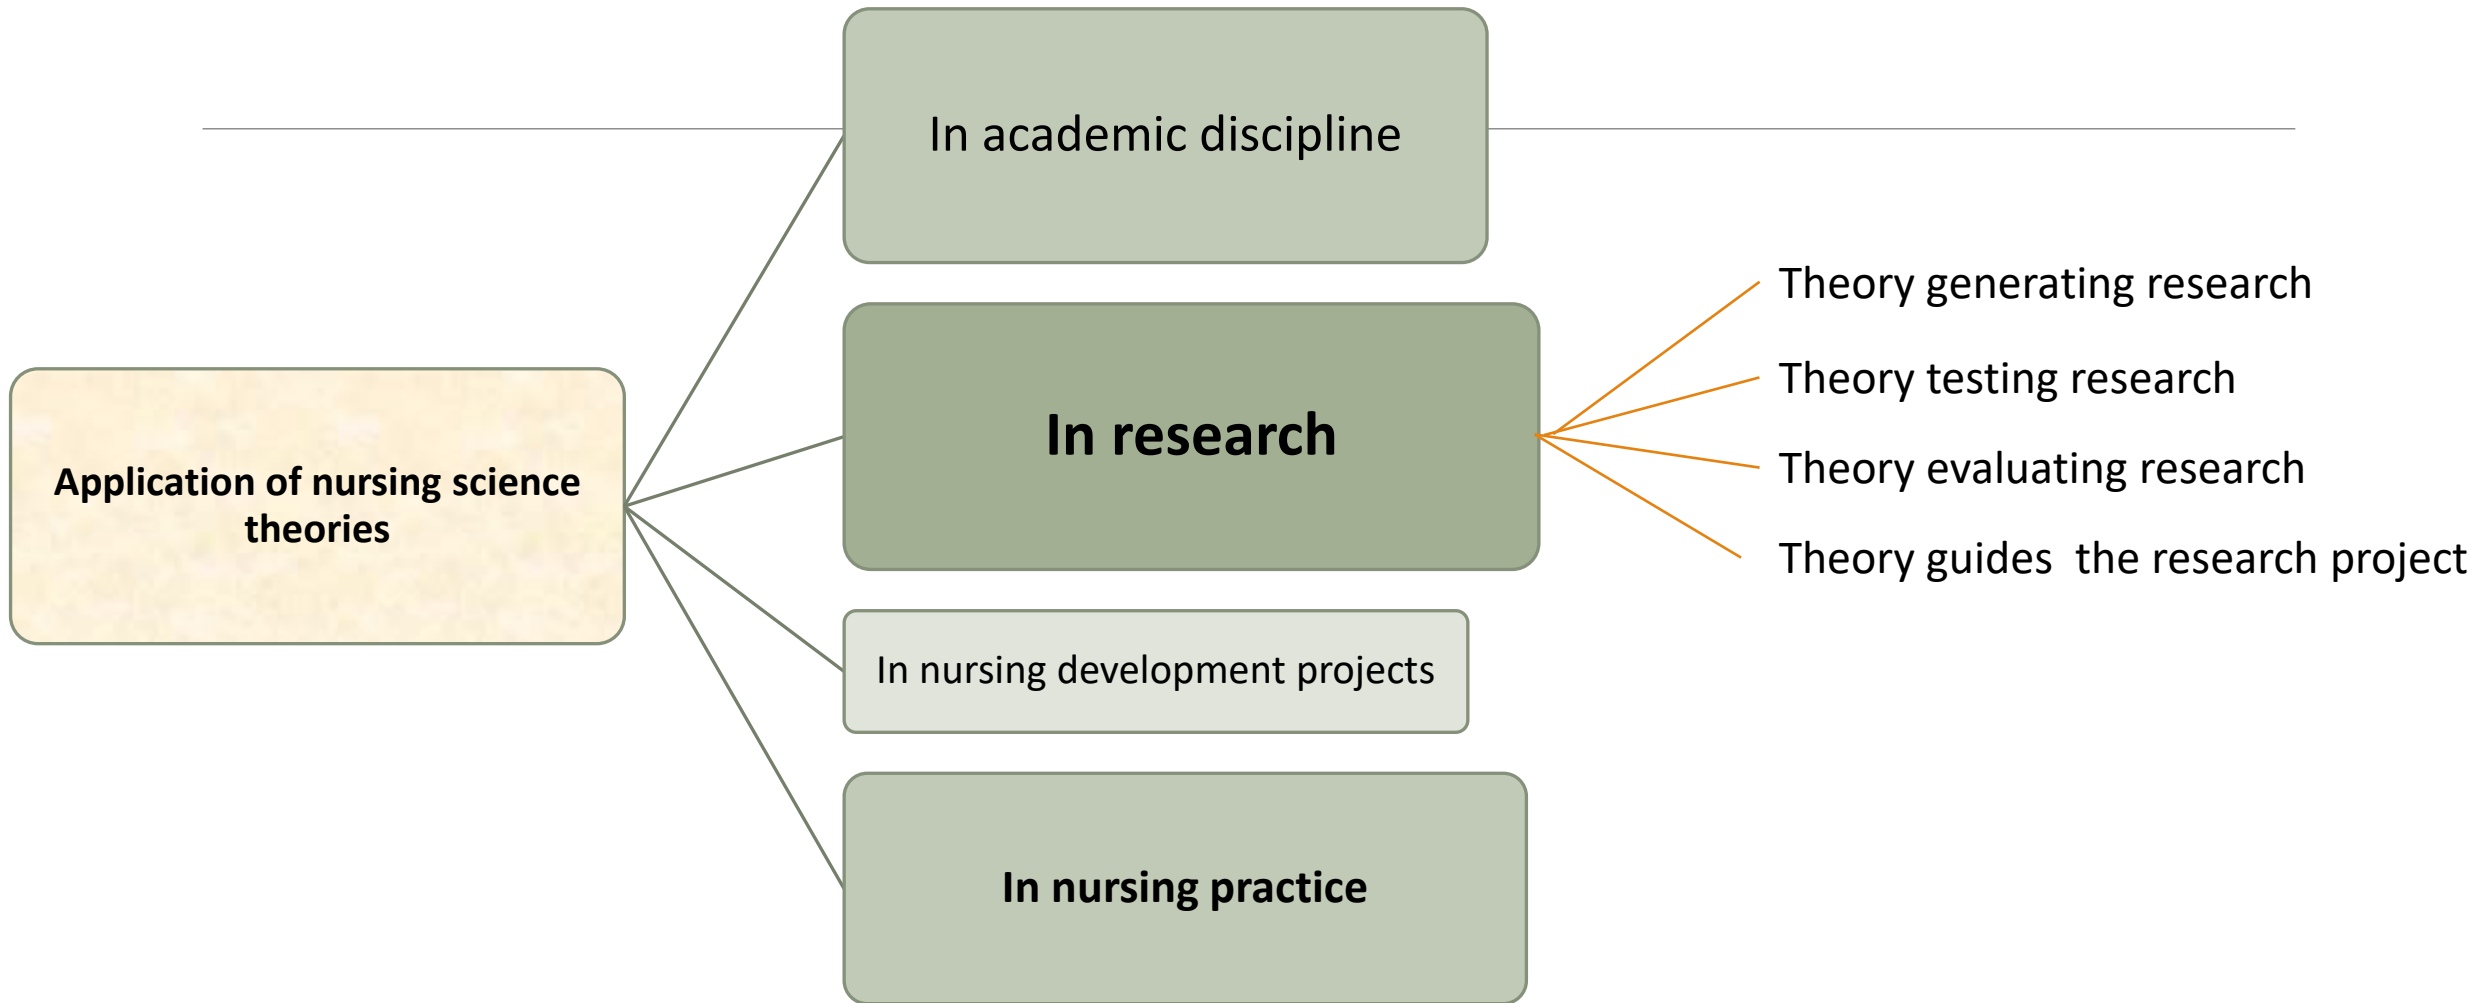 Application of nursing science
theories
In academic discipline
In research
Theory generating research
Theory testing research
Theory evaluating research
Theory guides  the research project
In nursing development projects
In nursing practice